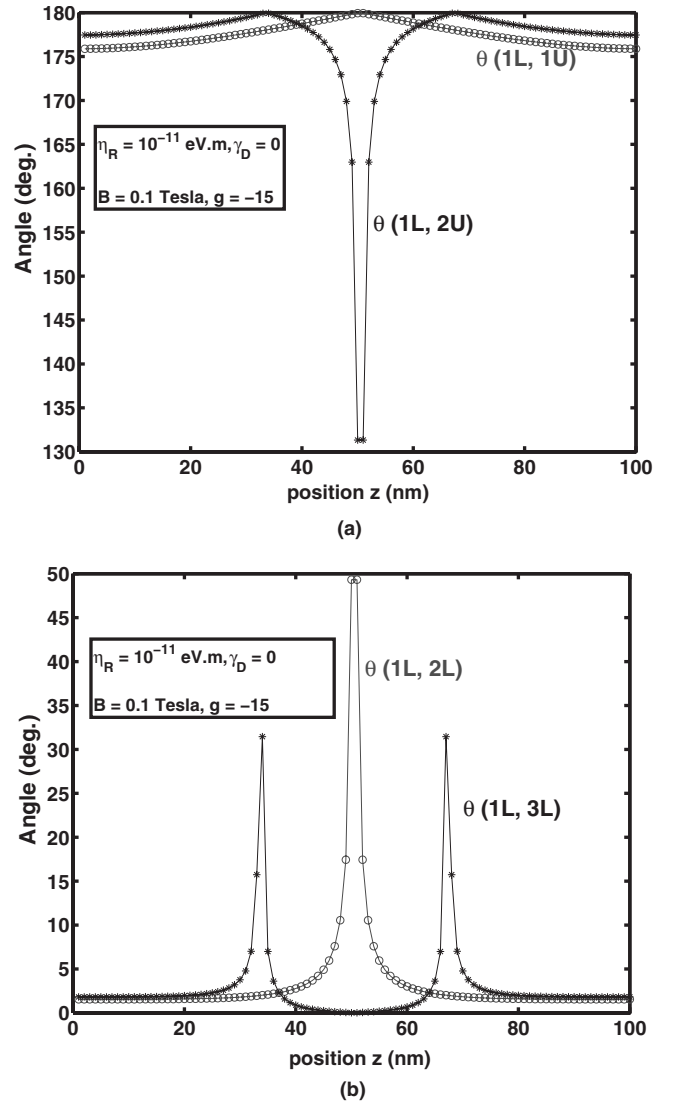 180
175
170
165
160
155
150
145
140
135
130
Angle (deg.)
θ (1L, 1U)
η_R = 10⁻¹¹ eV.m, γ_D = 0
B = 0.1 Tesla, g = −15
θ (1L, 2U)
0 20 40 60 80 100
position z (nm)
(a)
50
45
40
35
30
25
20
15
10
5
0
Angle (deg.)
η_R = 10⁻¹¹ eV.m, γ_D = 0
B = 0.1 Tesla, g = −15
θ (1L, 2L)
θ (1L, 3L)
0 20 40 60 80 100
position z (nm)
(b)